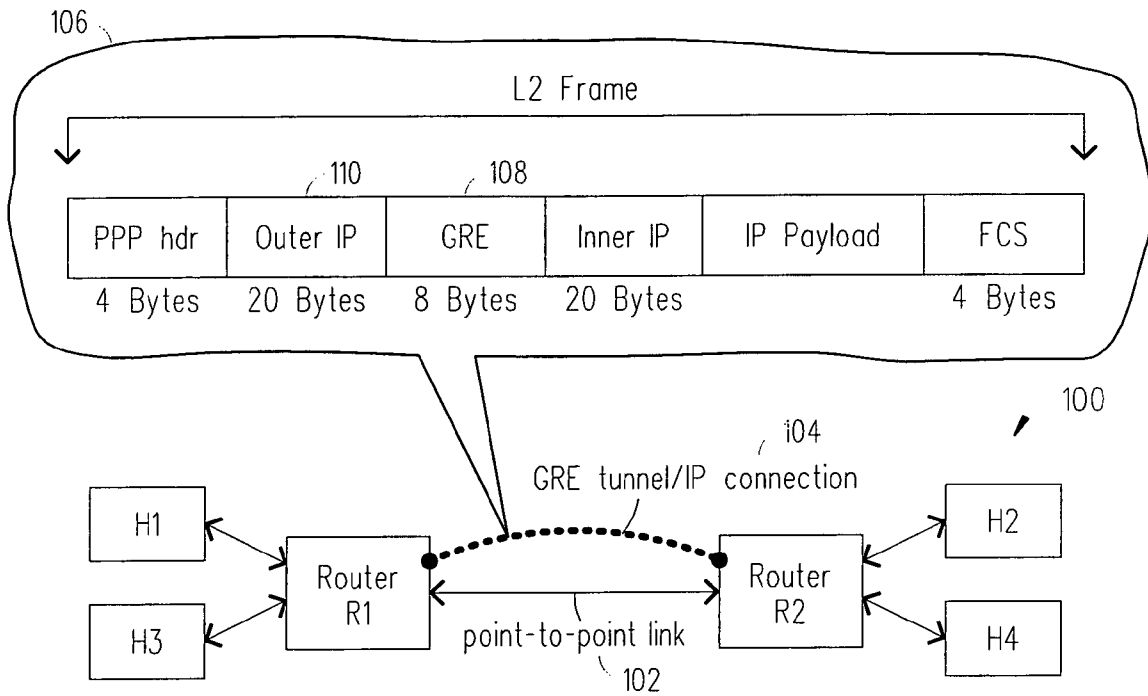 106
L2 Frame
110
108
PPP hdr
Outer IP
GRE
Inner IP
IP Payload
FCS
4 Bytes
20 Bytes
8 Bytes
20 Bytes
4 Bytes
100
104
GRE tunnel/IP connection
H1
H2
Router
R1
Router
R2
H3
H4
point-to-point link
102